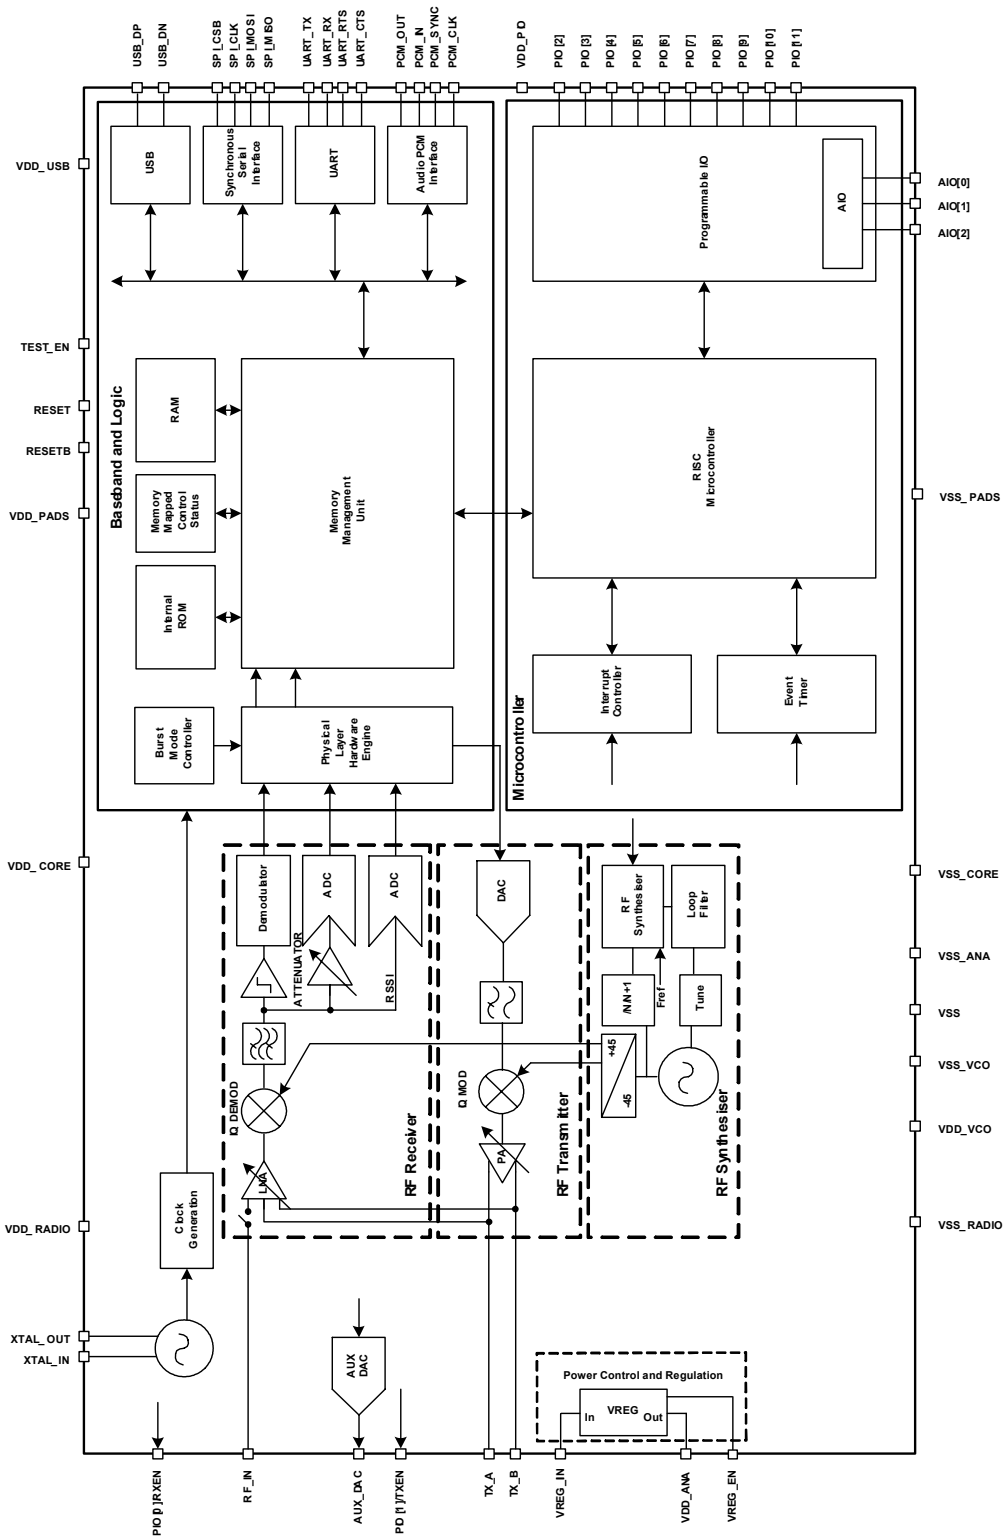 USB_DP
USB_DN
SPI_CSB
SPI_CLK
SPI_MOSI
SPI_MISO
UART_TX
UART_RX
UART_RTS
UART_CTS
PCM_OUT
PCM_IN
PCM_SYNC
PCM_CLK
VDD_PIO
PIO[2]
PIO[3]
PIO[4]
PIO[5]
PIO[6]
PIO[7]
PIO[8]
PIO[9]
PIO[10]
PIO[11]
VDD_USB
USB
Synchronous
Serial
Interface
UART
Audio PCM
Interface
Programmable IO
AIO
AIO[0]
AIO[1]
AIO[2]
TEST_EN
RESET
RESETB
VDD_PADS
Baseband and Logic
RAM
Memory
Mapped
Control
Status
Internal
ROM
Memory
Management
Unit
RISC
Microcontroller
VSS_PADS
Burst
Mode
Controller
Physical
Layer
Hardware
Engine
Microcontroller
Interrupt
Controller
Event
Timer
VDD_CORE
Demodulator
ADC
ADC
ATTENUATOR
RSSI
IQ DEMOD
LNA
RF Receiver
DAC
IQ MOD
PA
RF Transmitter
RF
Synthesiser
Loop
Filter
/N/N+1
Fref
Tune
+45
-45
RF Synthesiser
VSS_CORE
VSS_ANA
VSS
VSS_VCO
VDD_VCO
VSS_RADIO
VDD_RADIO
Clock
Generation
XTAL_OUT
XTAL_IN
AUX
DAC
Power Control and Regulation
VREG
In
Out
PIO[0]/RXEN
RF_IN
AUX_DAC
PIO[1]/TXEN
TX_A
TX_B
VREG_IN
VDD_ANA
VREG_EN